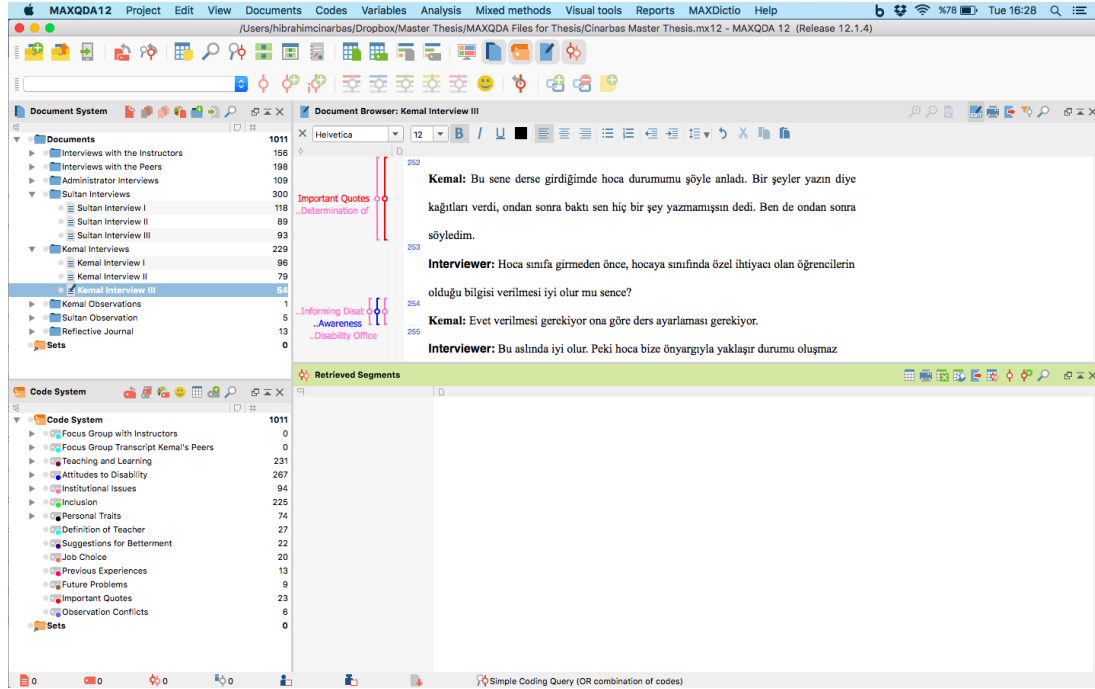 MAXQDA12 Project Edit View Documents Codes Variables Analysis Mixed methods Visual tools Reports MAXDictio Help %78 Tue 16:28
/Users/hibrahimcinarbas/Dropbox/Master Thesis/MAXQDA Files for Thesis/Cinarbas Master Thesis.mx12 - MAXQDA 12 (Release 12.1.4)
Document System
#
Documents 1011
Interviews with the Instructors 156
Interviews with the Peers 198
Administrator Interviews 109
Sultan Interviews 300
Sultan Interview I 118
Sultan Interview II 89
Sultan Interview III 93
Kemal Interviews 229
Kemal Interview I 96
Kemal Interview II 79
Kemal Interview III 54
Kemal Observations 1
Sultan Observation 5
Reflective Journal 13
Sets 0
Document Browser: Kemal Interview III
Helvetica 12 B I U
252
Kemal: Bu sene derse girdiğimde hoca durumumu şöyle anladı. Bir şeyler yazın diye
Important Quotes
kağıtları verdi, ondan sonra baktı sen hiç bir şey yazmamışsın dedi. Ben de ondan sonra
..Determination of
söyledim.
253
Interviewer: Hoca sınıfa girmeden önce, hocaya sınıfında özel ihtiyacı olan öğrencilerin
olduğu bilgisi verilmesi iyi olur mu sence?
254
..Informing Disab
Kemal: Evet verilmesi gerekiyor ona göre ders ayarlaması gerekiyor.
..Awareness
255
..Disability Office
Interviewer: Bu aslında iyi olur. Peki hoca bize önyargıyla yaklaşır durumu oluşmaz
Retrieved Segments
Code System
#
Code System 1011
Focus Group with Instructors 0
Focus Group Transcript Kemal's Peers 0
Teaching and Learning 231
Attitudes to Disability 267
Institutional Issues 94
Inclusion 225
Personal Traits 74
Definition of Teacher 27
Suggestions for Betterment 22
Job Choice 20
Previous Experiences 13
Future Problems 9
Important Quotes 23
Observation Conflicts 6
Sets 0
0 0 0 0 Simple Coding Query (OR combination of codes)